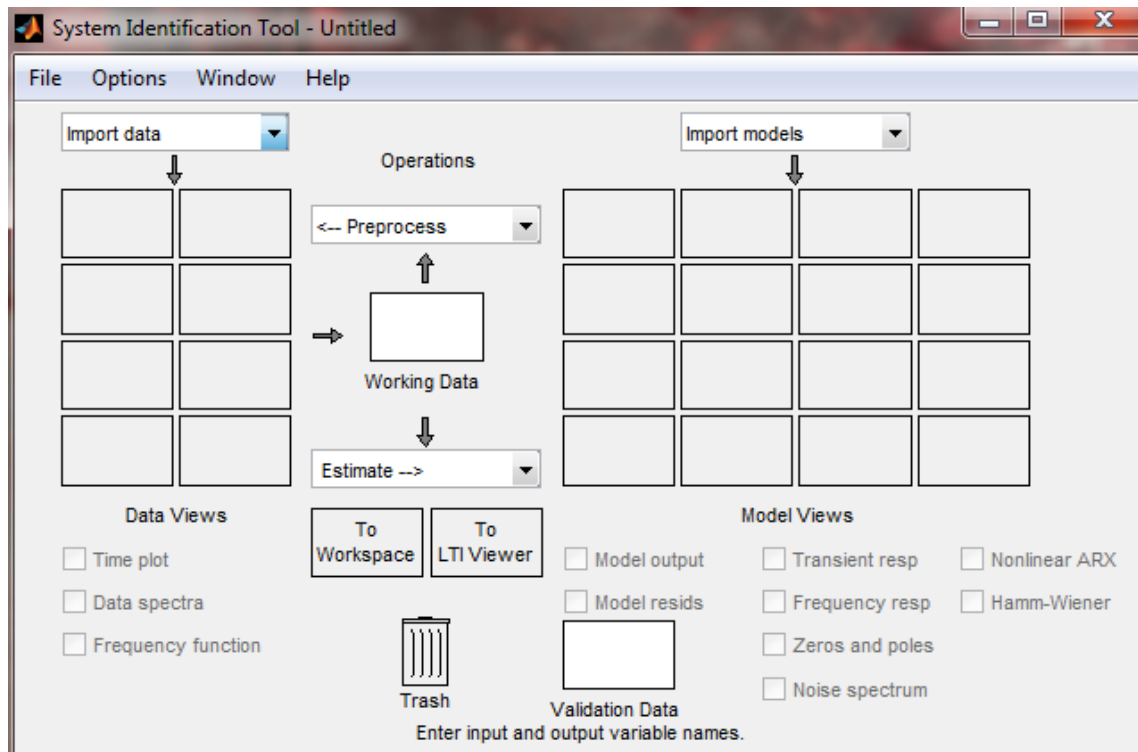 System Identification Tool - Untitled
File Options Window Help
Import data
Import models
Operations
<-- Preprocess
Working Data
Estimate -->
Data Views
Model Views
To
Workspace
To
LTI Viewer
Time plot
Data spectra
Frequency function
Model output
Model resids
Transient resp
Frequency resp
Zeros and poles
Noise spectrum
Nonlinear ARX
Hamm-Wiener
Trash
Validation Data
Enter input and output variable names.